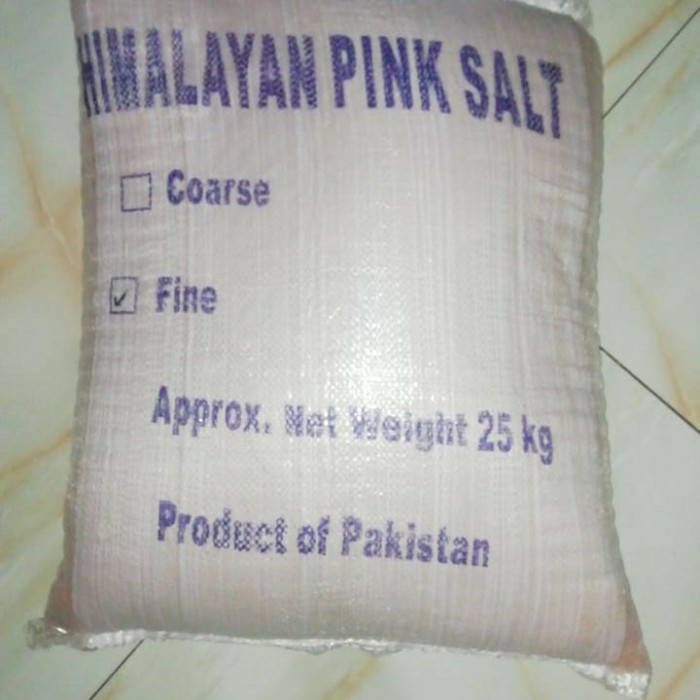 HIMALAYAN PINK SALT
Coarse
Fine
Approx. Net Weight 25 kg
Product of Pakistan